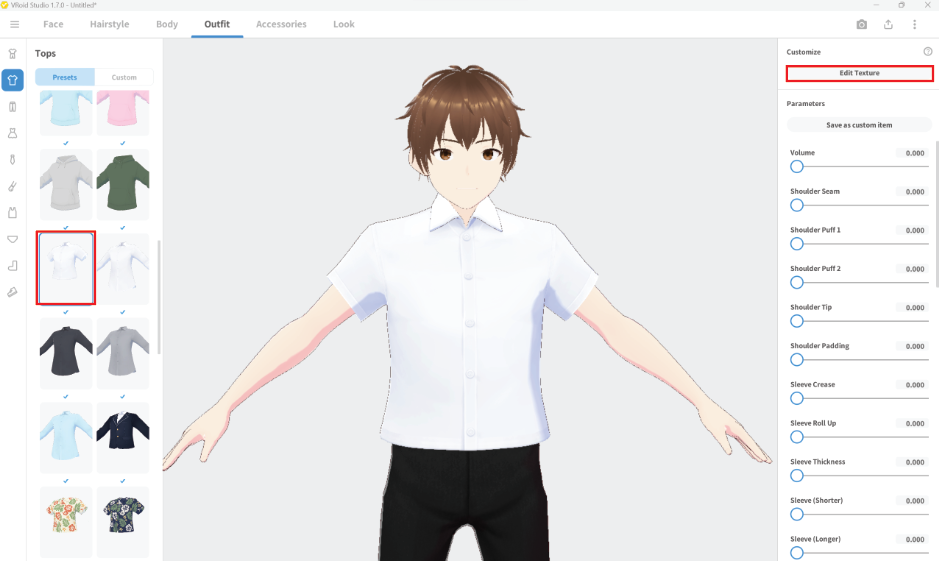 VRoid Studio 1.7.0 - Untitled*
Face Hairstyle Body Outfit Accessories Look
Tops
Presets Custom
Customize
Edit Texture
Parameters
Save as custom item
Volume 0.000
Shoulder Seam 0.000
Shoulder Puff 1 0.000
Shoulder Puff 2 0.000
Shoulder Tip 0.000
Shoulder Padding 0.000
Sleeve Crease 0.000
Sleeve Roll Up 0.000
Sleeve Thickness 0.000
Sleeve (Shorter) 0.000
Sleeve (Longer) 0.000